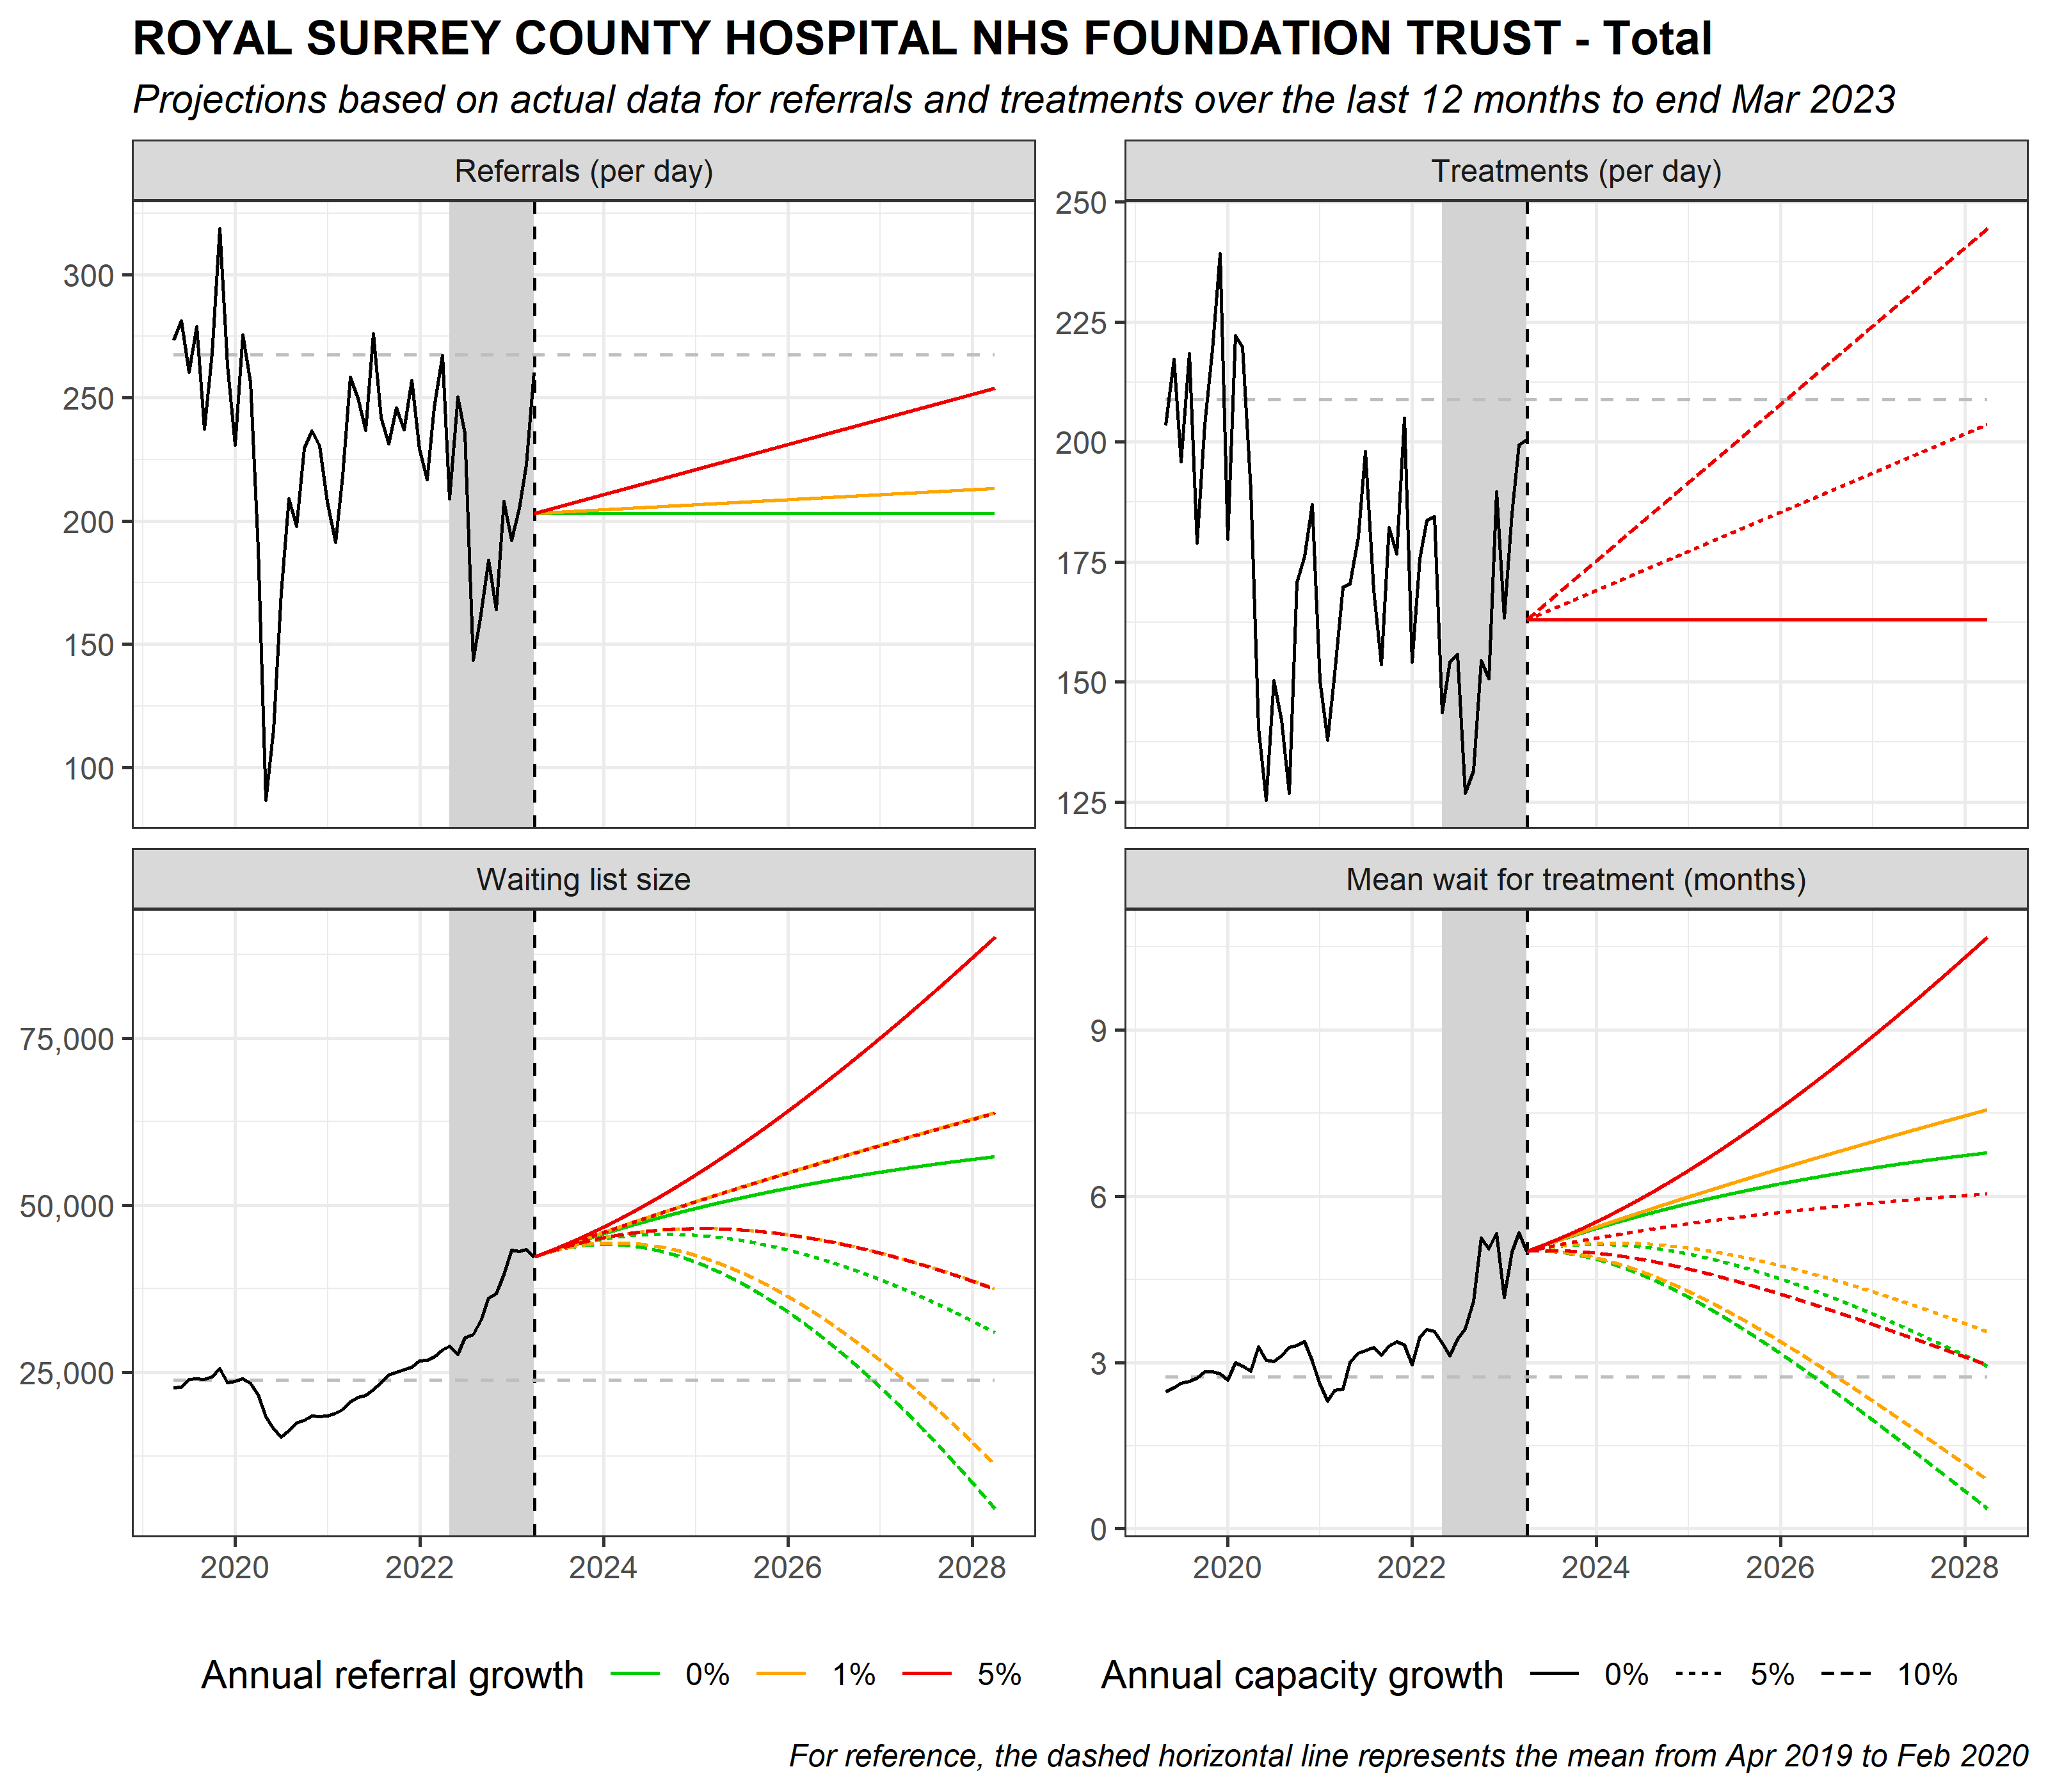 ROYAL SURREY COUNTY HOSPITAL NHS FOUNDATION TRUST - Total
Projections based on actual data for referrals and treatments over the last 12 months to end Mar 2023
Referrals (per day)
300
250
200
150
100
Treatments (per day)
250
225
200
175
150
125
Waiting list size
75,000
50,000
25,000
2020 2022 2024 2026 2028
Mean wait for treatment (months)
9
6
3
0
2020 2022 2024 2026 2028
Annual referral growth 0% 1% 5%
Annual capacity growth 0% 5% 10%
For reference, the dashed horizontal line represents the mean from Apr 2019 to Feb 2020